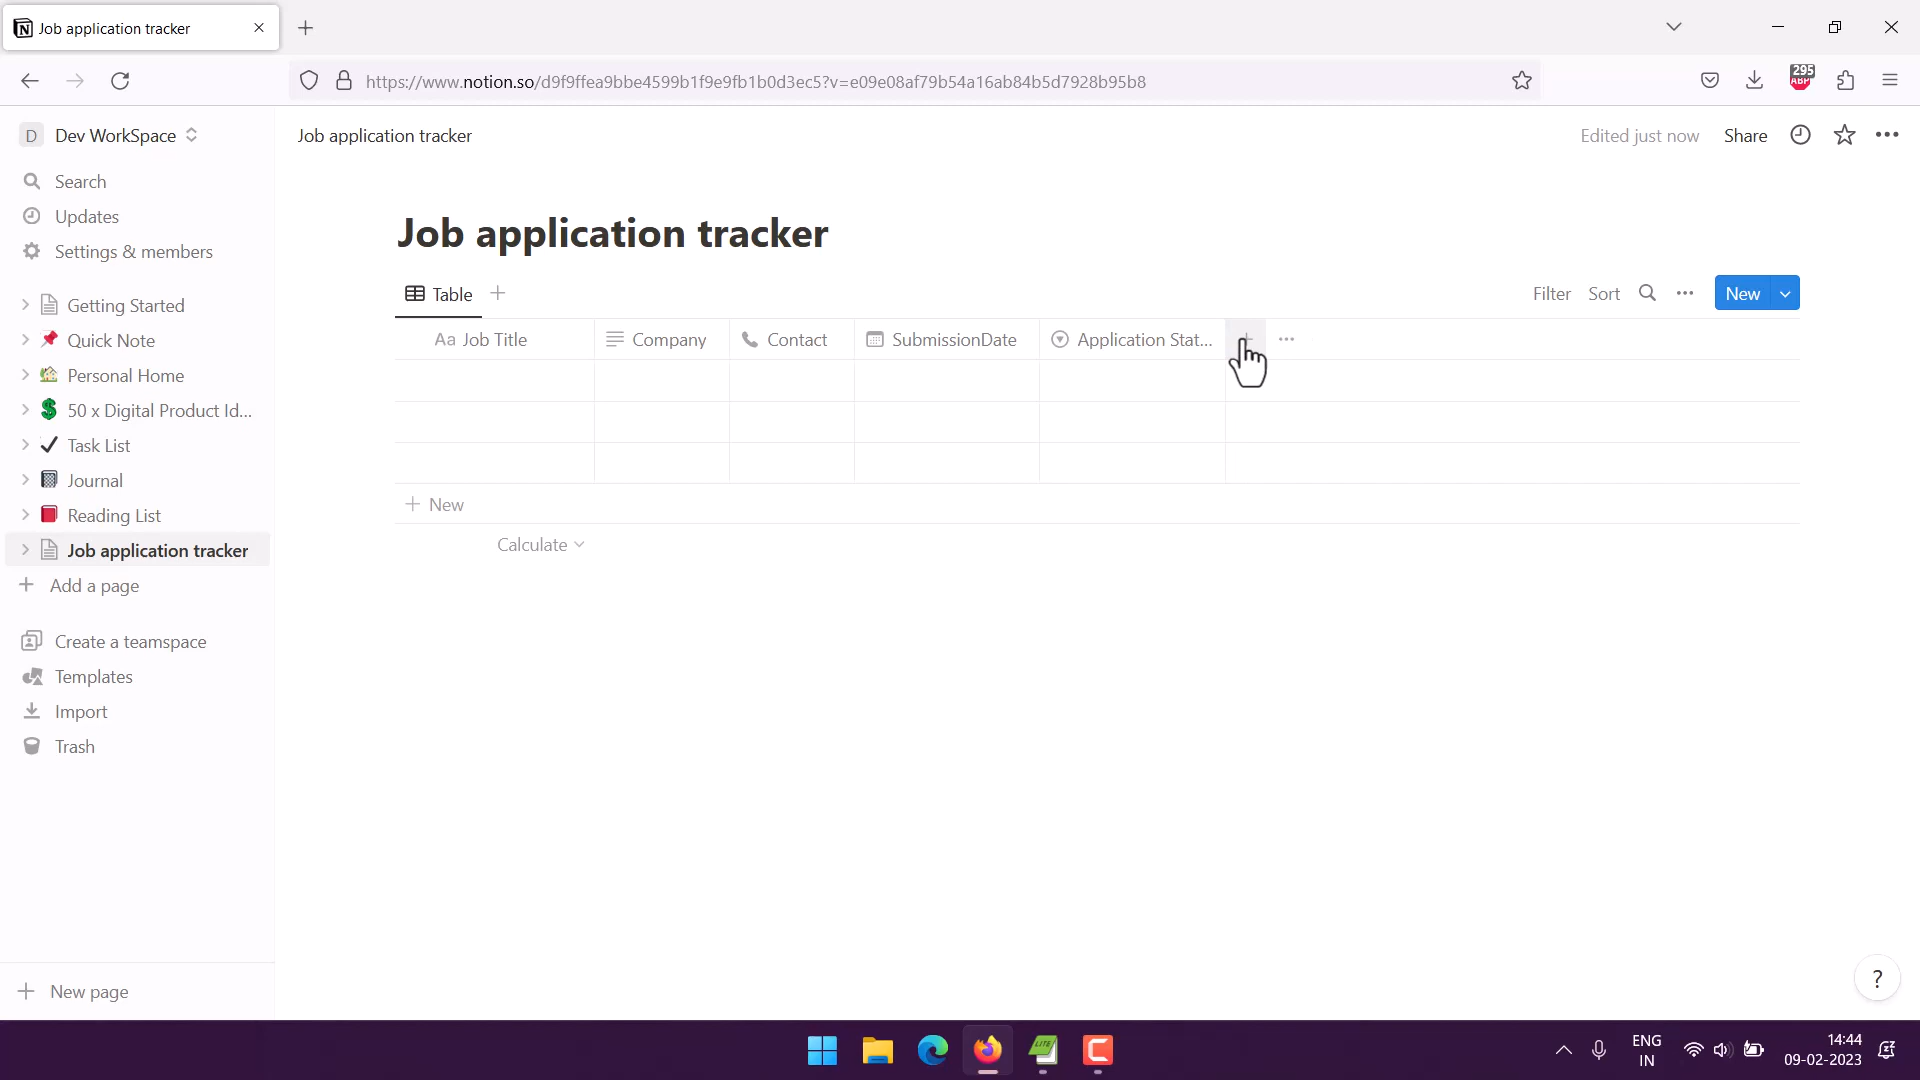 Job application tracker
https://www.notion.so/d9f9ffea9bbe4599b1f9e9fb1b0d3ec5?v=e09e08af79b54a16ab84b5d7928b95b8
295
ABP
D Dev WorkSpace
Job application tracker
Edited just now
Share
Search
Updates
Settings & members
Getting Started
Quick Note
Personal Home
50 x Digital Product Id...
Task List
Journal
Reading List
Job application tracker
Add a page
Create a teamspace
Templates
Import
Trash
New page
Job application tracker
Table
Filter Sort New
Aa Job Title Company Contact SubmissionDate Application Stat...
New
Calculate
?
LITE
ENG
IN
14:44
09-02-2023